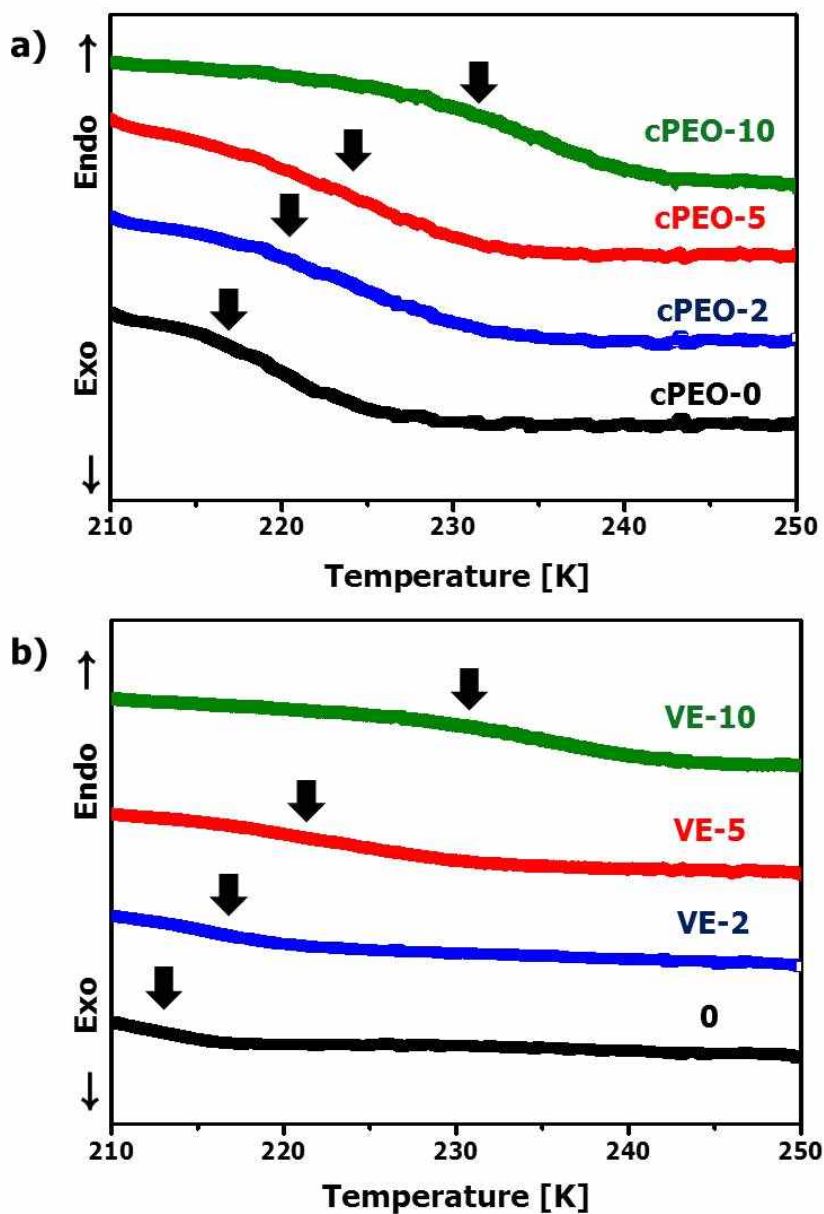 a)
← Exo Endo →
cPEO-10
cPEO-5
cPEO-2
cPEO-0
210 220 230 240 250
Temperature [K]
b)
← Exo Endo →
VE-10
VE-5
VE-2
0
210 220 230 240 250
Temperature [K]